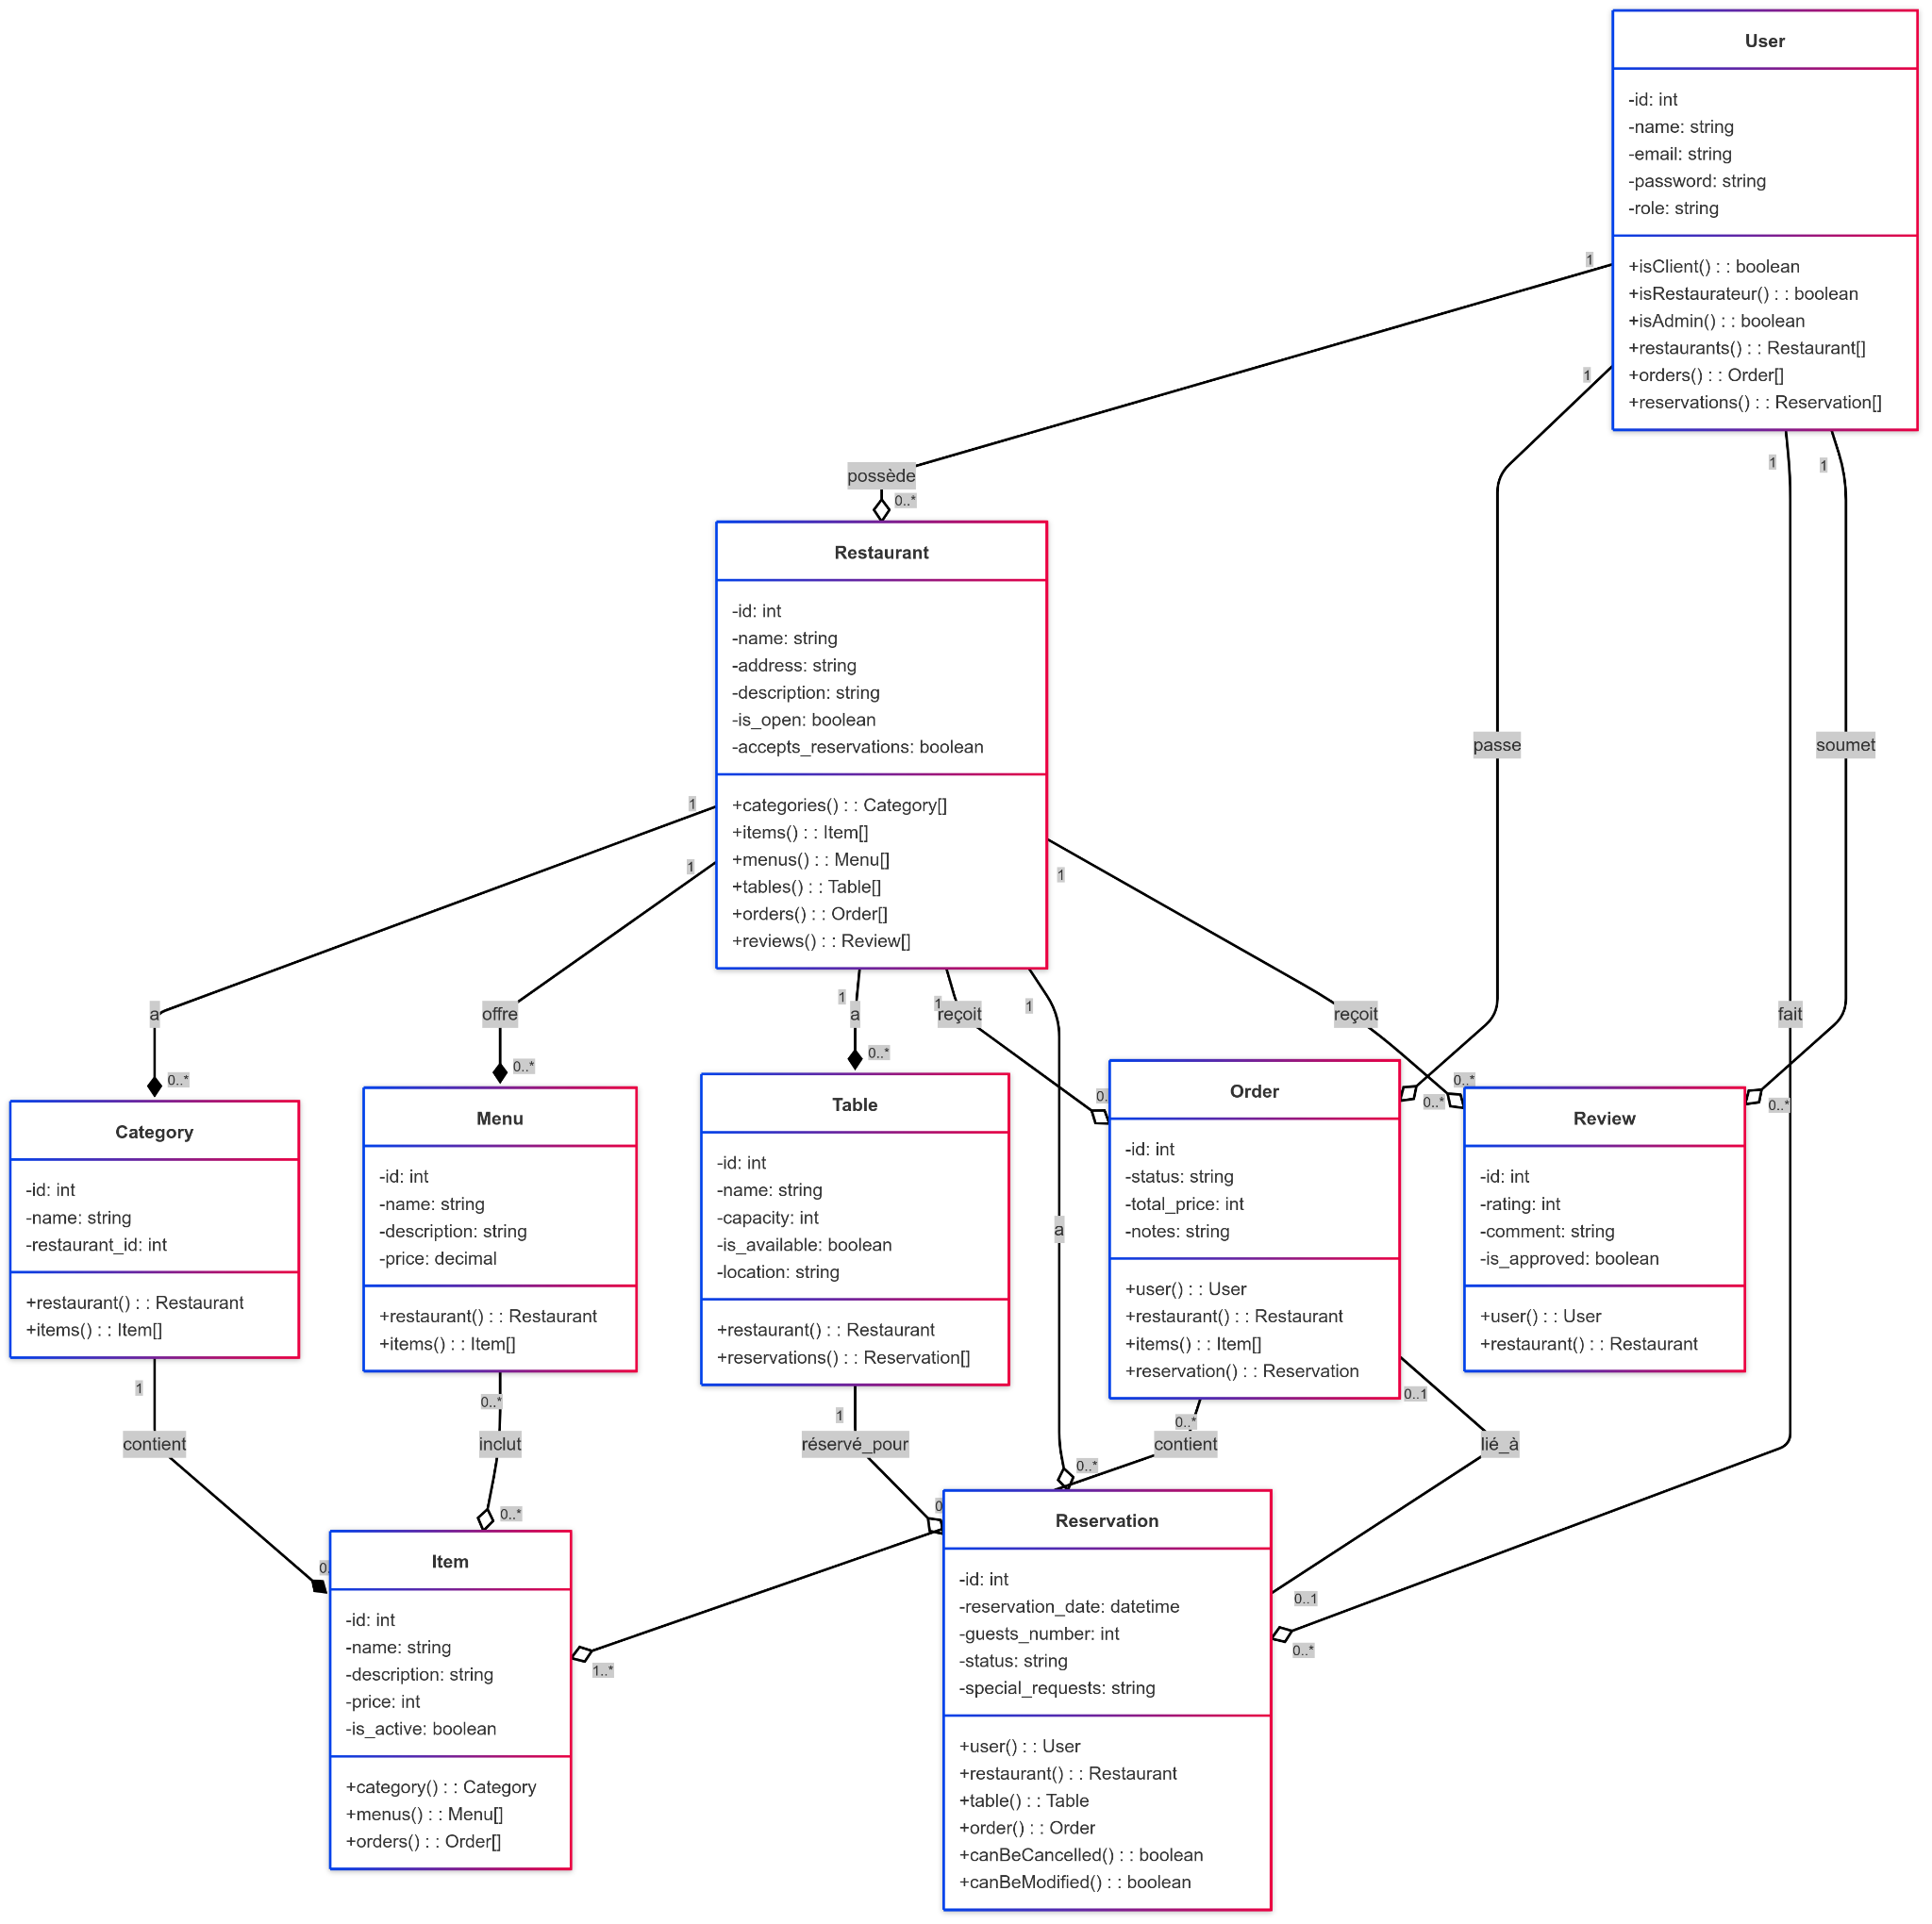 User
-id: int
-name: string
-email: string
-password: string
-role: string
+isClient() : : boolean
+isRestaurateur() : : boolean
+isAdmin() : : boolean
+restaurants() : : Restaurant[]
+orders() : : Order[]
+reservations() : : Reservation[]
1
1
1
1
possède
0..*
Restaurant
-id: int
-name: string
-address: string
-description: string
-is_open: boolean
-accepts_reservations: boolean
+categories() : : Category[]
+items() : : Item[]
+menus() : : Menu[]
+tables() : : Table[]
+orders() : : Order[]
+reviews() : : Review[]
passe
soumet
1
1
1
1
1
1
a
offre
a
reçoit
reçoit
fait
0..*
0..*
0..*
0.
0..*
0..*
0..*
Category
-id: int
-name: string
-restaurant_id: int
+restaurant() : : Restaurant
+items() : : Item[]
Menu
-id: int
-name: string
-description: string
-price: decimal
+restaurant() : : Restaurant
+items() : : Item[]
Table
-id: int
-name: string
-capacity: int
-is_available: boolean
-location: string
+restaurant() : : Restaurant
+reservations() : : Reservation[]
a
Order
-id: int
-status: string
-total_price: int
-notes: string
+user() : : User
+restaurant() : : Restaurant
+items() : : Item[]
+reservation() : : Reservation
Review
-id: int
-rating: int
-comment: string
-is_approved: boolean
+user() : : User
+restaurant() : : Restaurant
1
0..*
1
0..*
0..1
contient
inclut
réservé_pour
contient
lié_à
0..*
0..*
0
0.
Item
-id: int
-name: string
-description: string
-price: int
-is_active: boolean
+category() : : Category
+menus() : : Menu[]
+orders() : : Order[]
1..*
Reservation
-id: int
-reservation_date: datetime
-guests_number: int
-status: string
-special_requests: string
+user() : : User
+restaurant() : : Restaurant
+table() : : Table
+order() : : Order
+canBeCancelled() : : boolean
+canBeModified() : : boolean
0..1
0..*